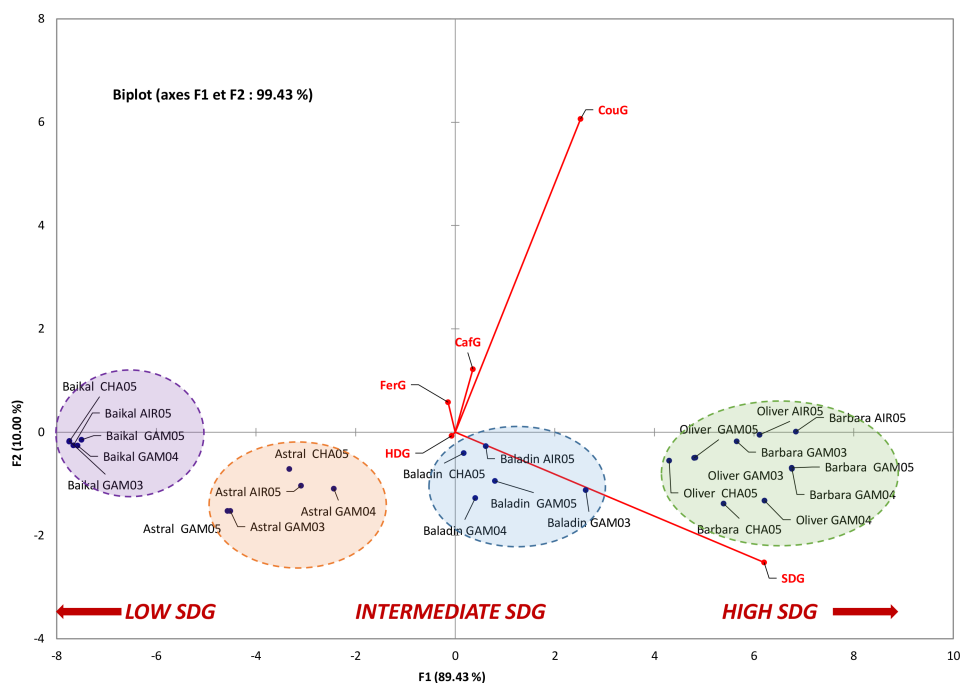 8
Biplot (axes F1 et F2 : 99.43 %)
CouG
6
4
2
CafG
FerG
Baikal CHA05
Baikal AIR05
Baikal GAM05
Baikal GAM04
Baikal GAM03
Oliver AIR05
Barbara AIR05
Oliver GAM05
0
HDG
Astral CHA05
Baladin AIR05
Barbara GAM03
Baladin CHA05
Barbara GAM05
Oliver GAM03
Astral AIR05
Oliver CHA05
Barbara GAM04
Astral GAM04
Baladin GAM05
Baladin GAM03
Oliver GAM04
Astral GAM05
Astral GAM03
Baladin GAM04
Barbara CHA05
-2
SDG
LOW SDG
INTERMEDIATE SDG
HIGH SDG
-4
-8
-6
-4
-2
0
2
4
6
8
10
F1 (89.43 %)
F2 (10.00 %)